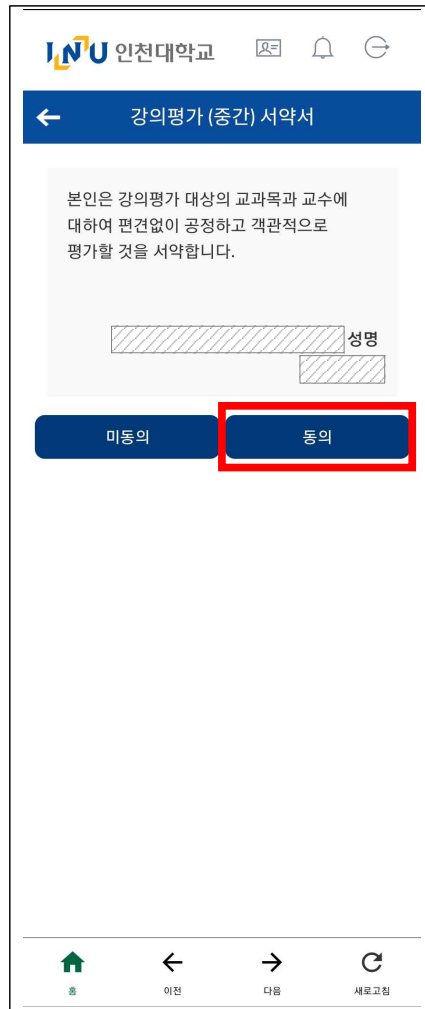 INU 인천대학교
강의평가 (중간) 서약서
본인은 강의평가 대상의 교과목과 교수에
대하여 편견없이 공정하고 객관적으로
평가할 것을 서약합니다.
성명
미동의 동의
홈 이전 다음 새로고침